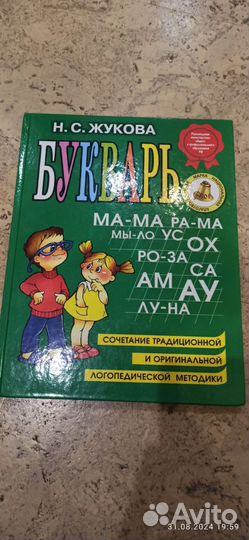 Н. С. ЖУКОВА
БУКВАРЬ
МА-МА РА-МА
МЫ-ЛО УС ОХ
РО-ЗА СА
АМ АУ
ЛУ-НА
СОЧЕТАНИЕ ТРАДИЦИОННОЙ
И ОРИГИНАЛЬНОЙ
ЛОГОПЕДИЧЕСКОЙ МЕТОДИКИ
Avito
31.08.2024 19:59